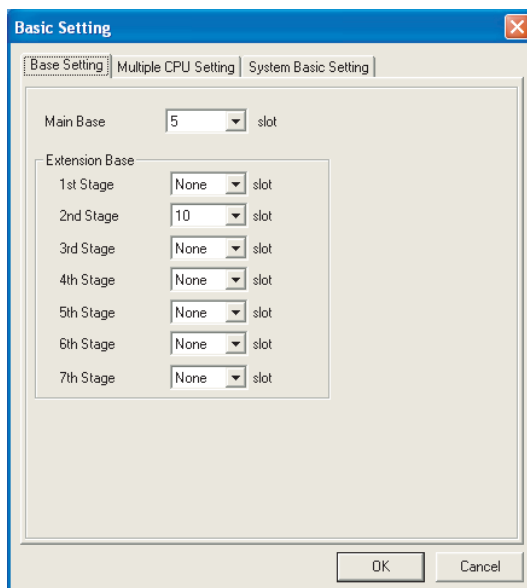 Basic Setting
Base Setting Multiple CPU Setting System Basic Setting
Main Base 5 slot
Extension Base
1st Stage None slot
2nd Stage 10 slot
3rd Stage None slot
4th Stage None slot
5th Stage None slot
6th Stage None slot
7th Stage None slot
OK Cancel